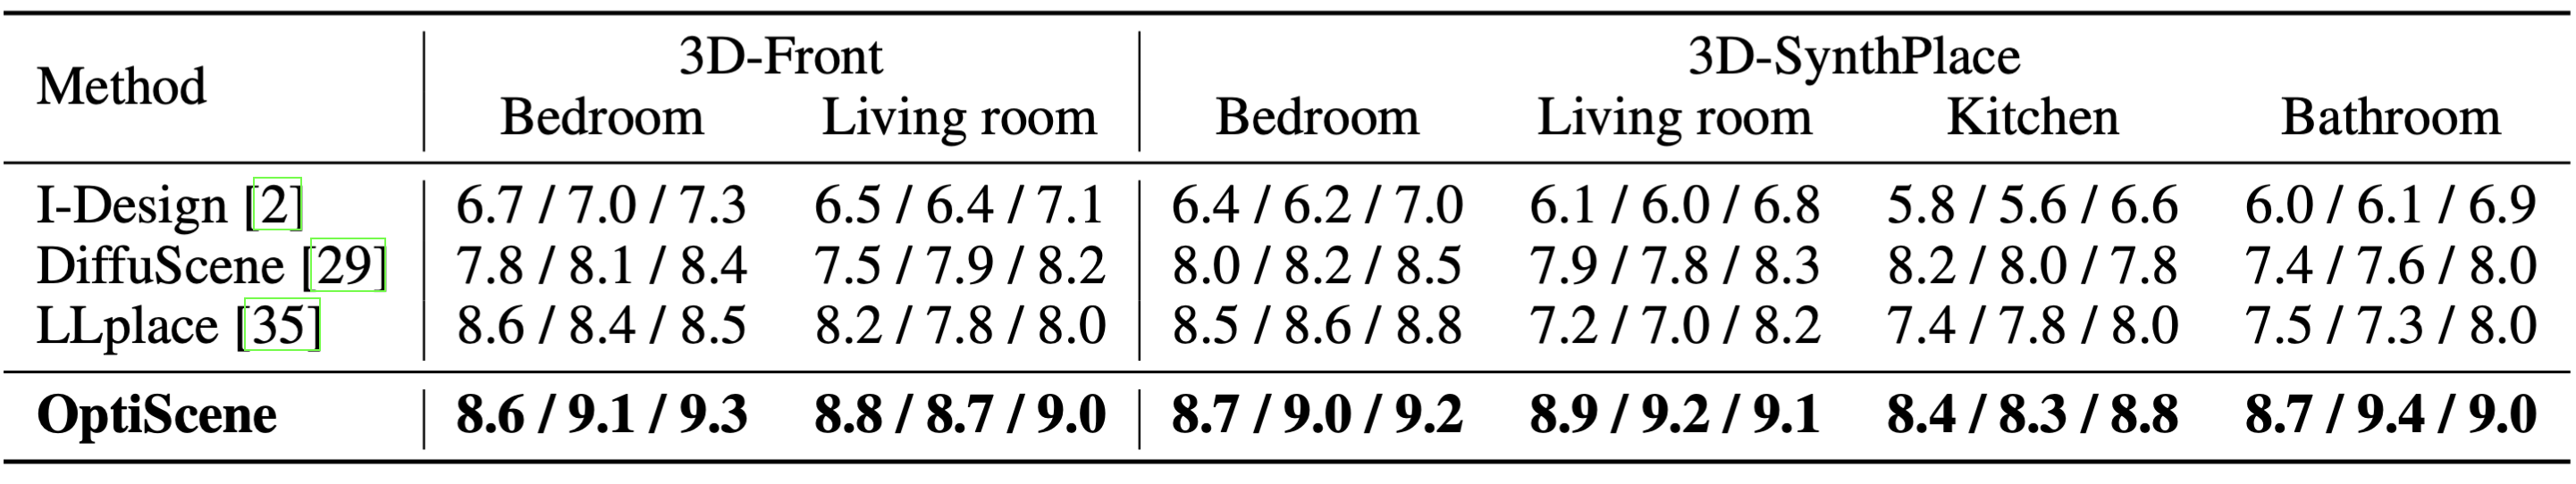 Method 3D-Front 3D-SynthPlace
Bedroom Living room Bedroom Living room Kitchen Bathroom
I-Design [2] 6.7 / 7.0 / 7.3 6.5 / 6.4 / 7.1 6.4 / 6.2 / 7.0 6.1 / 6.0 / 6.8 5.8 / 5.6 / 6.6 6.0 / 6.1 / 6.9
DiffuScene [29] 7.8 / 8.1 / 8.4 7.5 / 7.9 / 8.2 8.0 / 8.2 / 8.5 7.9 / 7.8 / 8.3 8.2 / 8.0 / 7.8 7.4 / 7.6 / 8.0
LLplace [35] 8.6 / 8.4 / 8.5 8.2 / 7.8 / 8.0 8.5 / 8.6 / 8.8 7.2 / 7.0 / 8.2 7.4 / 7.8 / 8.0 7.5 / 7.3 / 8.0
OptiScene 8.6 / 9.1 / 9.3 8.8 / 8.7 / 9.0 8.7 / 9.0 / 9.2 8.9 / 9.2 / 9.1 8.4 / 8.3 / 8.8 8.7 / 9.4 / 9.0